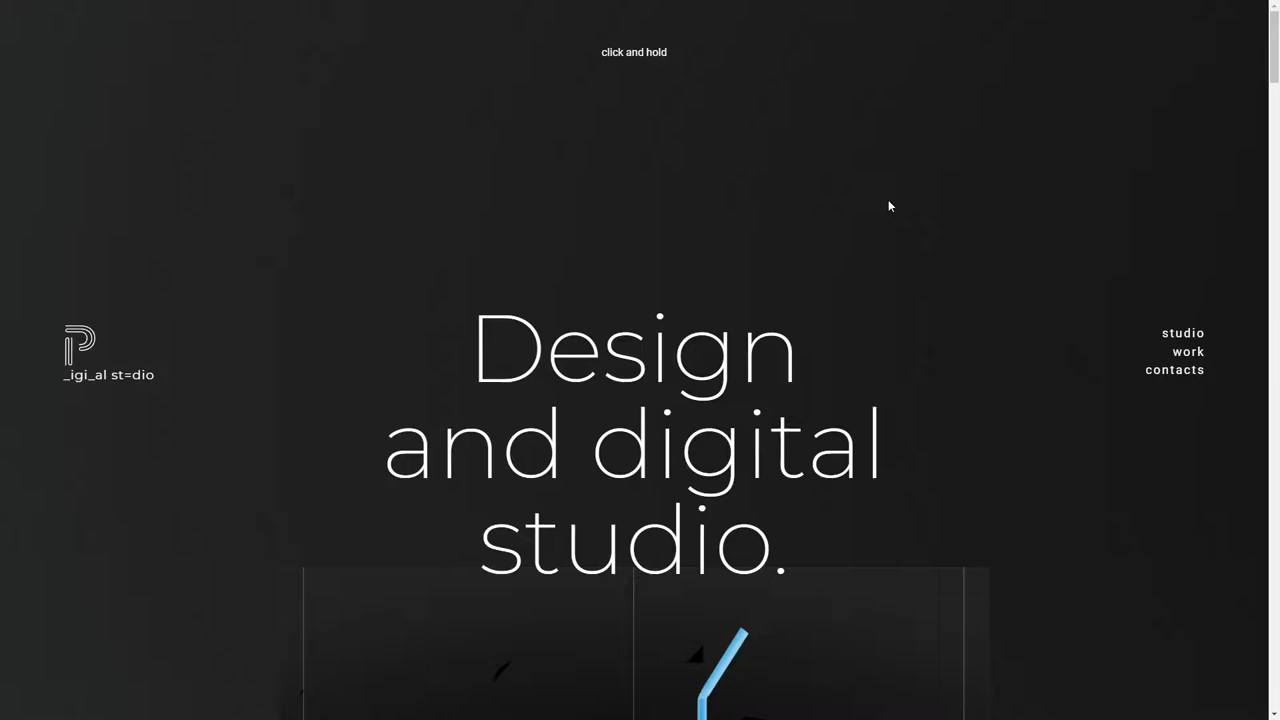 click and hold
_igi_al st=dio
Design
and digital
studio.
studio
work
contacts